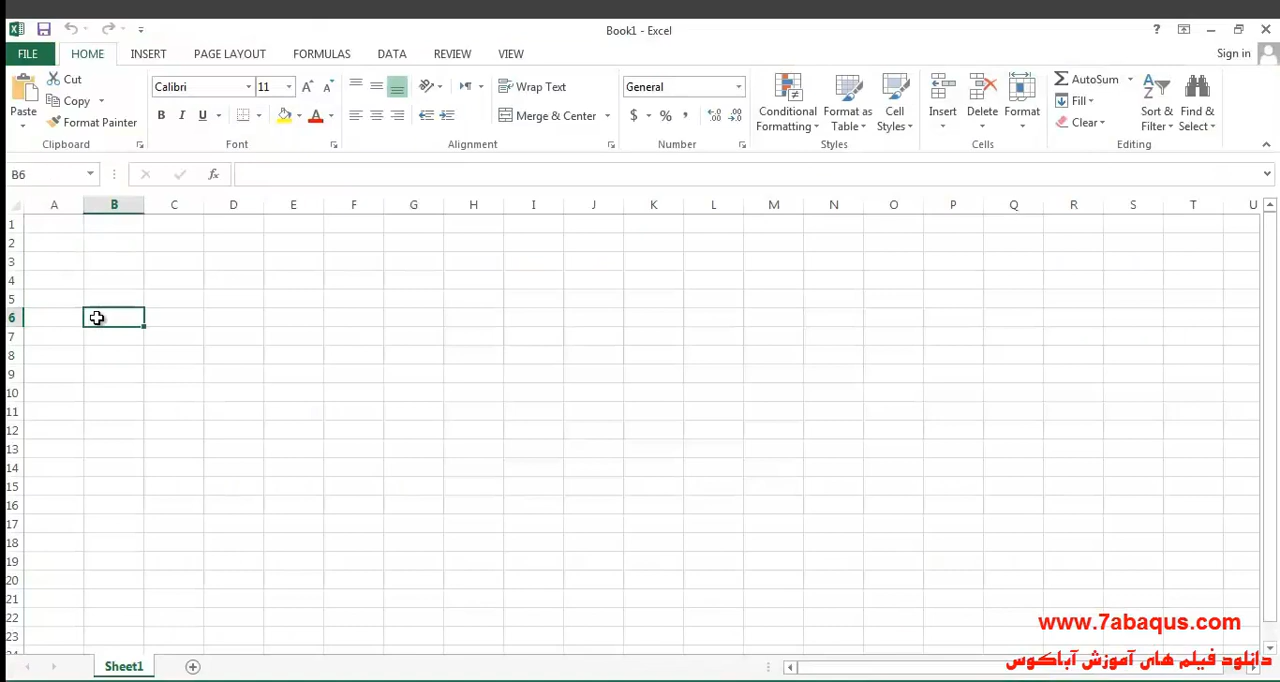 Book1 - Excel
?
Sign in
FILE HOME INSERT PAGE LAYOUT FORMULAS DATA REVIEW VIEW
Paste
Cut
Copy
Format Painter
Clipboard
Calibri 11
B I U
Font
Wrap Text
Merge & Center
Alignment
General
$ % ,
Number
Conditional Formatting
Format as Table
Cell Styles
Styles
Insert
Delete
Format
Cells
AutoSum
Fill
Clear
Sort & Filter
Find & Select
Editing
B6
fx
A B C D E F G H I J K L M N O P Q R S T U
1
2
3
4
5
6
7
8
9
10
11
12
13
14
15
16
17
18
19
20
21
22
23
24
www.7abaqus.com
دانلود فیلم های آموزش آباکوس
Sheet1